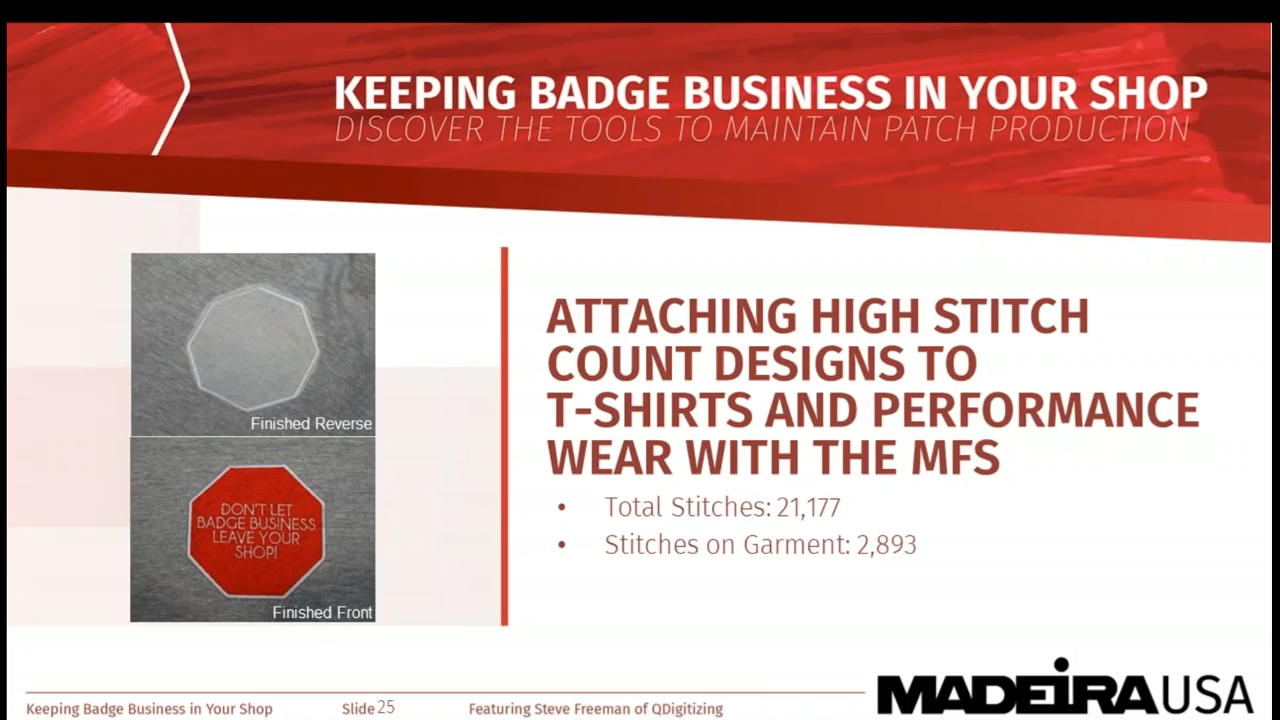 KEEPING BADGE BUSINESS IN YOUR SHOP
DISCOVER THE TOOLS TO MAINTAIN PATCH PRODUCTION
Finished Reverse
DON'T LET
BADGE BUSINESS
LEAVE YOUR
SHOP!
Finished Front
ATTACHING HIGH STITCH
COUNT DESIGNS TO
T-SHIRTS AND PERFORMANCE
WEAR WITH THE MFS
• Total Stitches: 21,177
• Stitches on Garment: 2,893
Keeping Badge Business in Your Shop
Slide 25
Featuring Steve Freeman of QDigitizing
MADEIRA USA